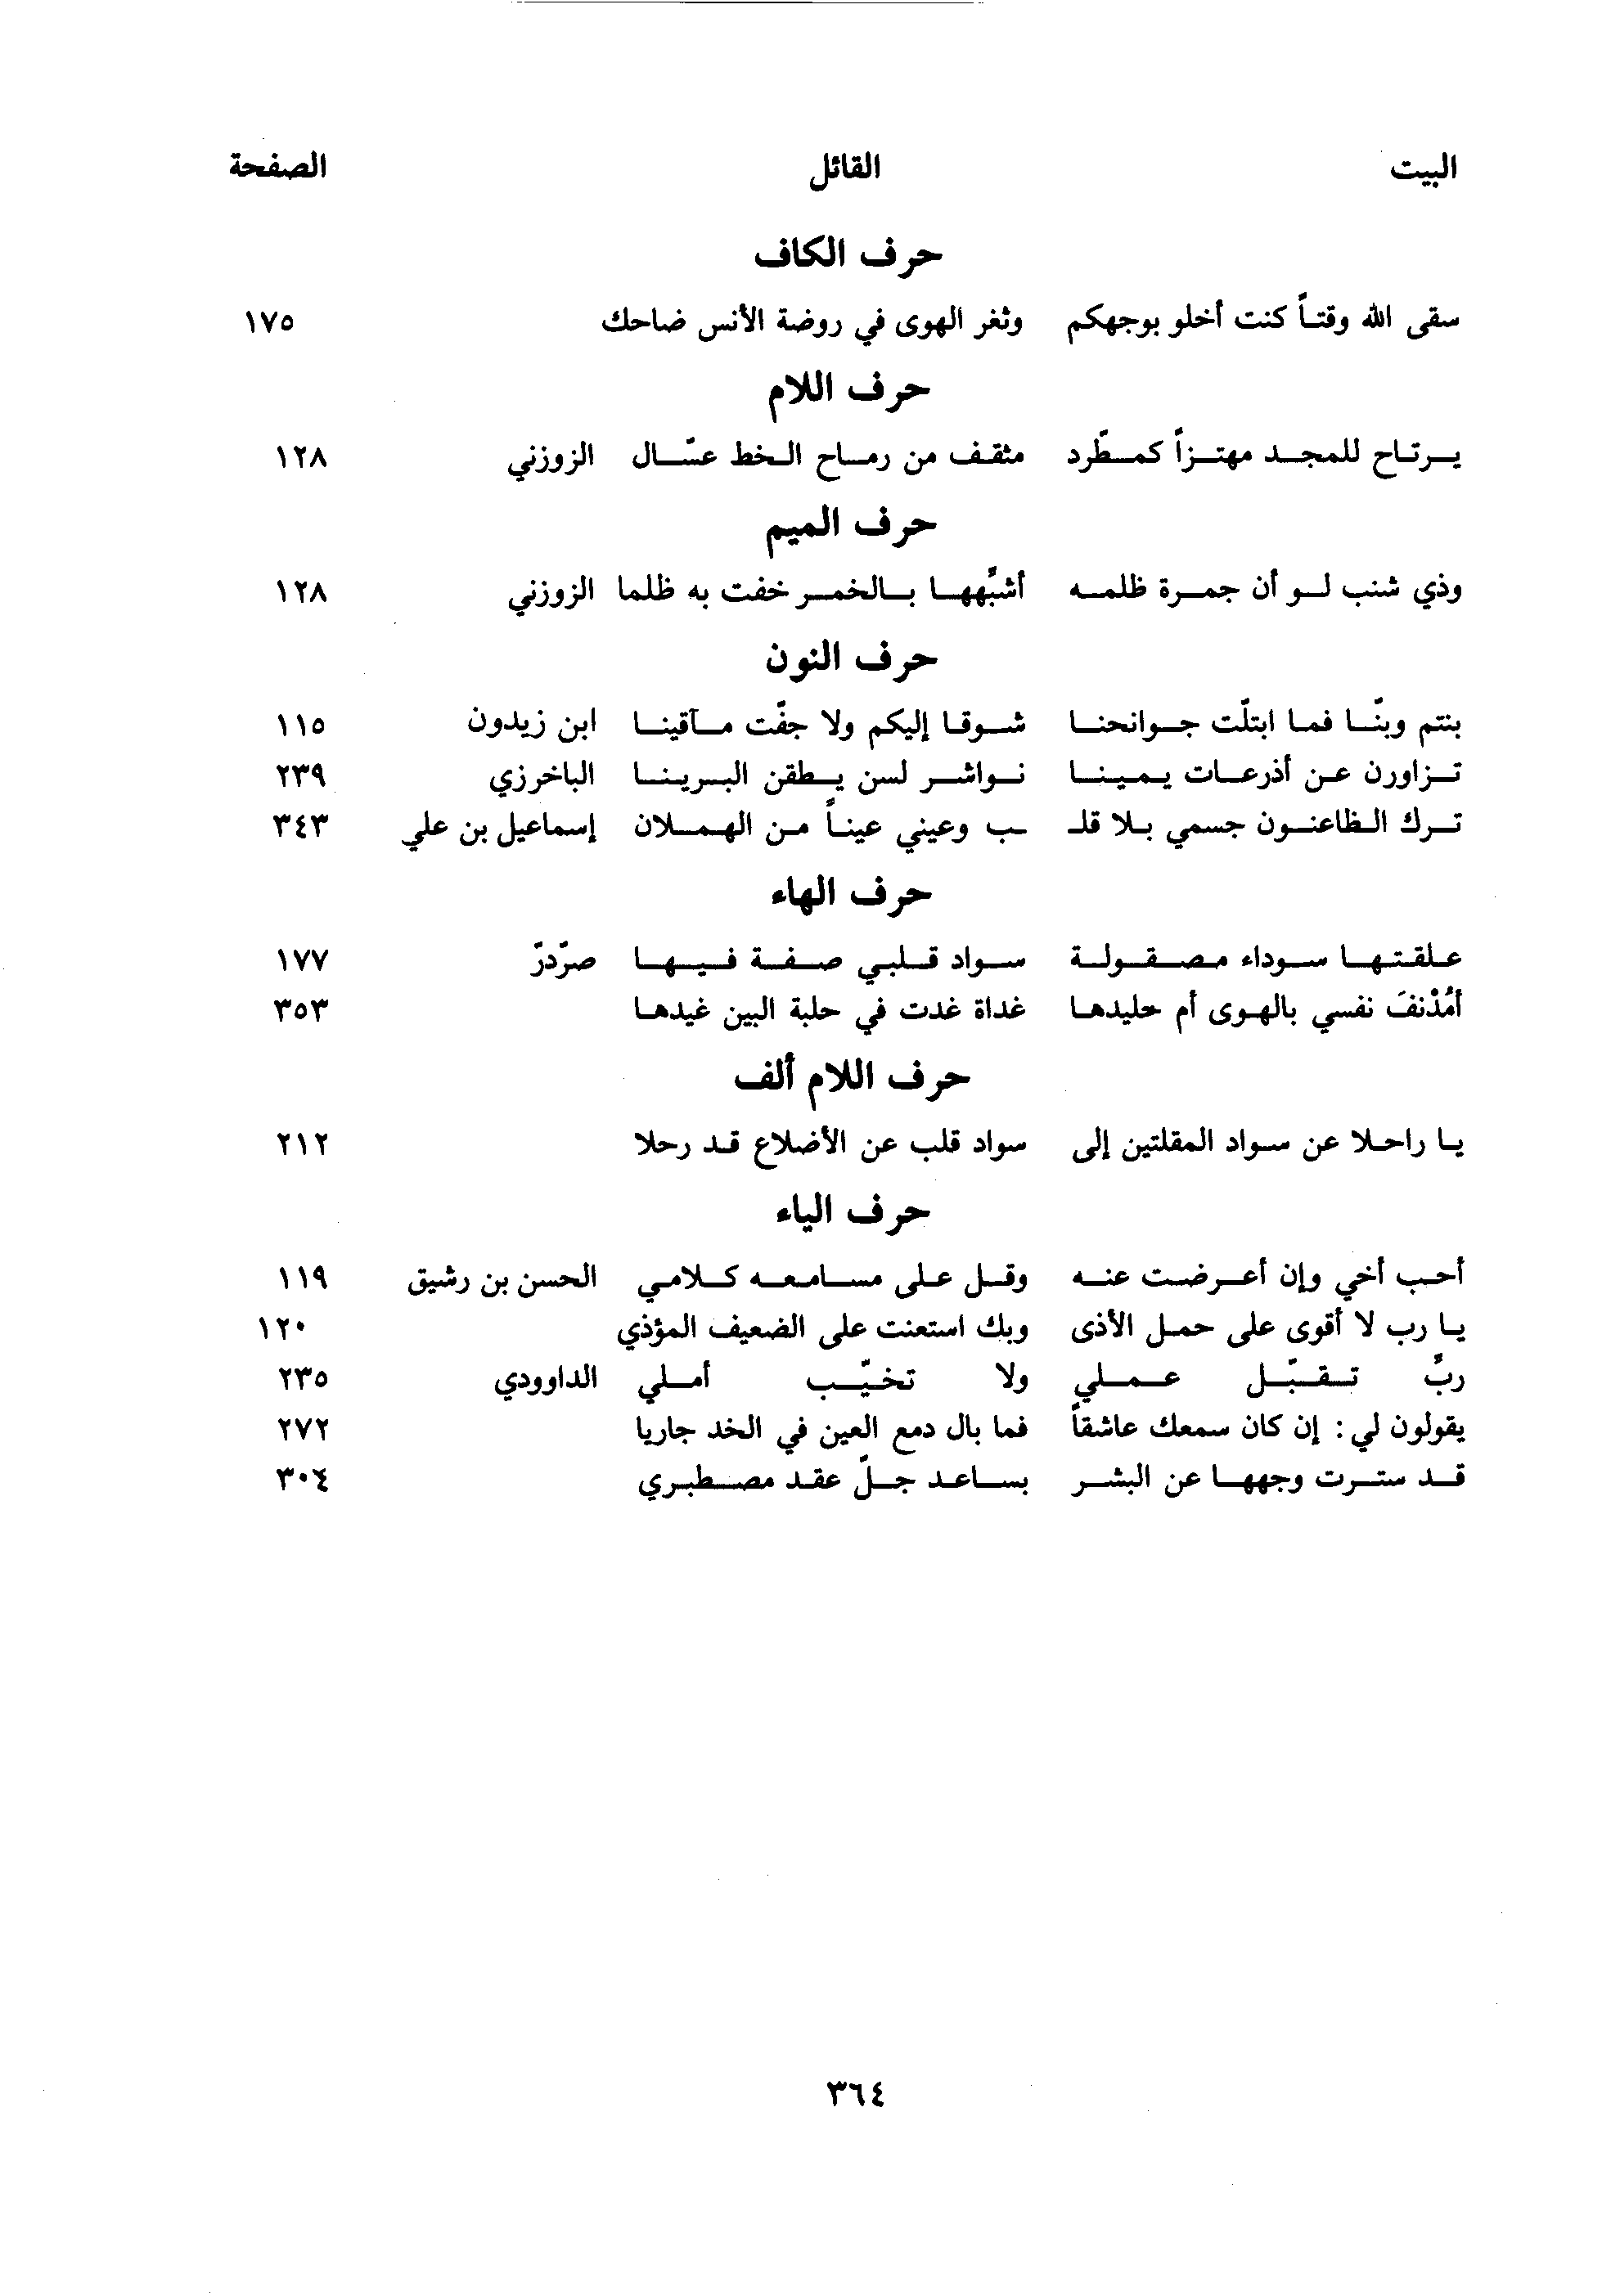 البيت القائل الصفحة
حرف الكاف
سقى الله وقتاً كنت أخلو بوجهكم وثغر الهوى في روضة الأنس ضاحك ١٧٥
حرف اللام
يرتاح للمجد مهتزاً كمطّرد مثقف من رماح الخط عسّال الزوزني ١٢٨
حرف الميم
وذي شنب لو أن جمرة ظلمه أشبّهها بالخمر خفت به ظلما الزوزني ١٢٨
حرف النون
بنتم وبنّا فما ابتلّت جوانحنا شوقا إليكم ولا جفّت مآقينا ابن زيدون ١١٥
تزاورن عن أذرعات يمينا نواشر لسن يطقن البرينا الباخرزي ٢٣٩
ترك الظاعنون جسمي بلا قلـ ـب وعيني عيناً من الهملان إسماعيل بن علي ٣٤٣
حرف الهاء
علقتها سوداء مصقولة سواد قلبي صفة فيها صرّدرّ ١٧٧
أمُدْنفَ نفسي بالهوى أم حليدها غداة غدت في حلبة البين غيدها ٣٥٣
حرف اللام ألف
يا راحلا عن سواد المقلتين إلى سواد قلب عن الأضلاع قد رحلا ٢١٢
حرف الياء
أحب أخي وإن أعرضت عنه وقل على مسامعه كلامي الحسن بن رشيق ١١٩
يا رب لا أقوى على حمل الأذى وبك استعنت على الضعيف المؤذي ١٢٠
ربِّ تقبّل عملي ولا تخيّب أملي الداوودي ٢٣٥
يقولون لي : إن كان سمعك عاشقاً فما بال دمع العين في الخد جاريا ٢٧٢
قد سترت وجهها عن البشر بساعد جلّ عقد مصطبري ٣٠٤
٣٦٤